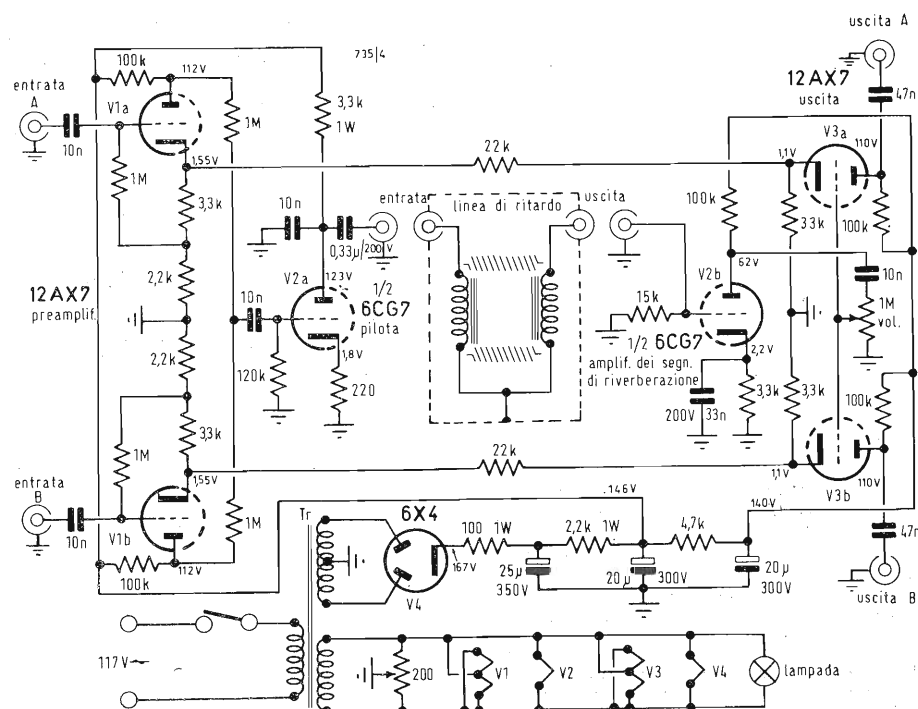 735/4
uscita A
100k
112V
entrata
A
V1a
1M
3,3k
1W
12AX7
uscita
47n
10n
1M
1,55V
22k
1,1V
V3a
110V
3,3k
10n
entrata
linea di ritardo
uscita
100k
33k
100k
0,33µ/200V
2,2k
V2a
123V
62V
10n
12AX7
preamplif.
10n
1/2
6CG7
pilota
15k
V2b
1M
vol.
2,2k
120k
1,8V
220
1/2 6CG7
amplif. dei segn.
di riverberazione
2,2V
3,3k
200V
33n
3,3k
3,3k
100k
1M
22k
1,55V
1,1V
110V
V3b
entrata
B
10n
V1b
1M
112V
100k
Tr
6X4
146V
100
1W
2,2k
1W
4,7k
140V
167V
V4
25µ
350V
20µ
300V
20µ
300V
47n
uscita B
117V~
200
V1
V2
V3
V4
lampada